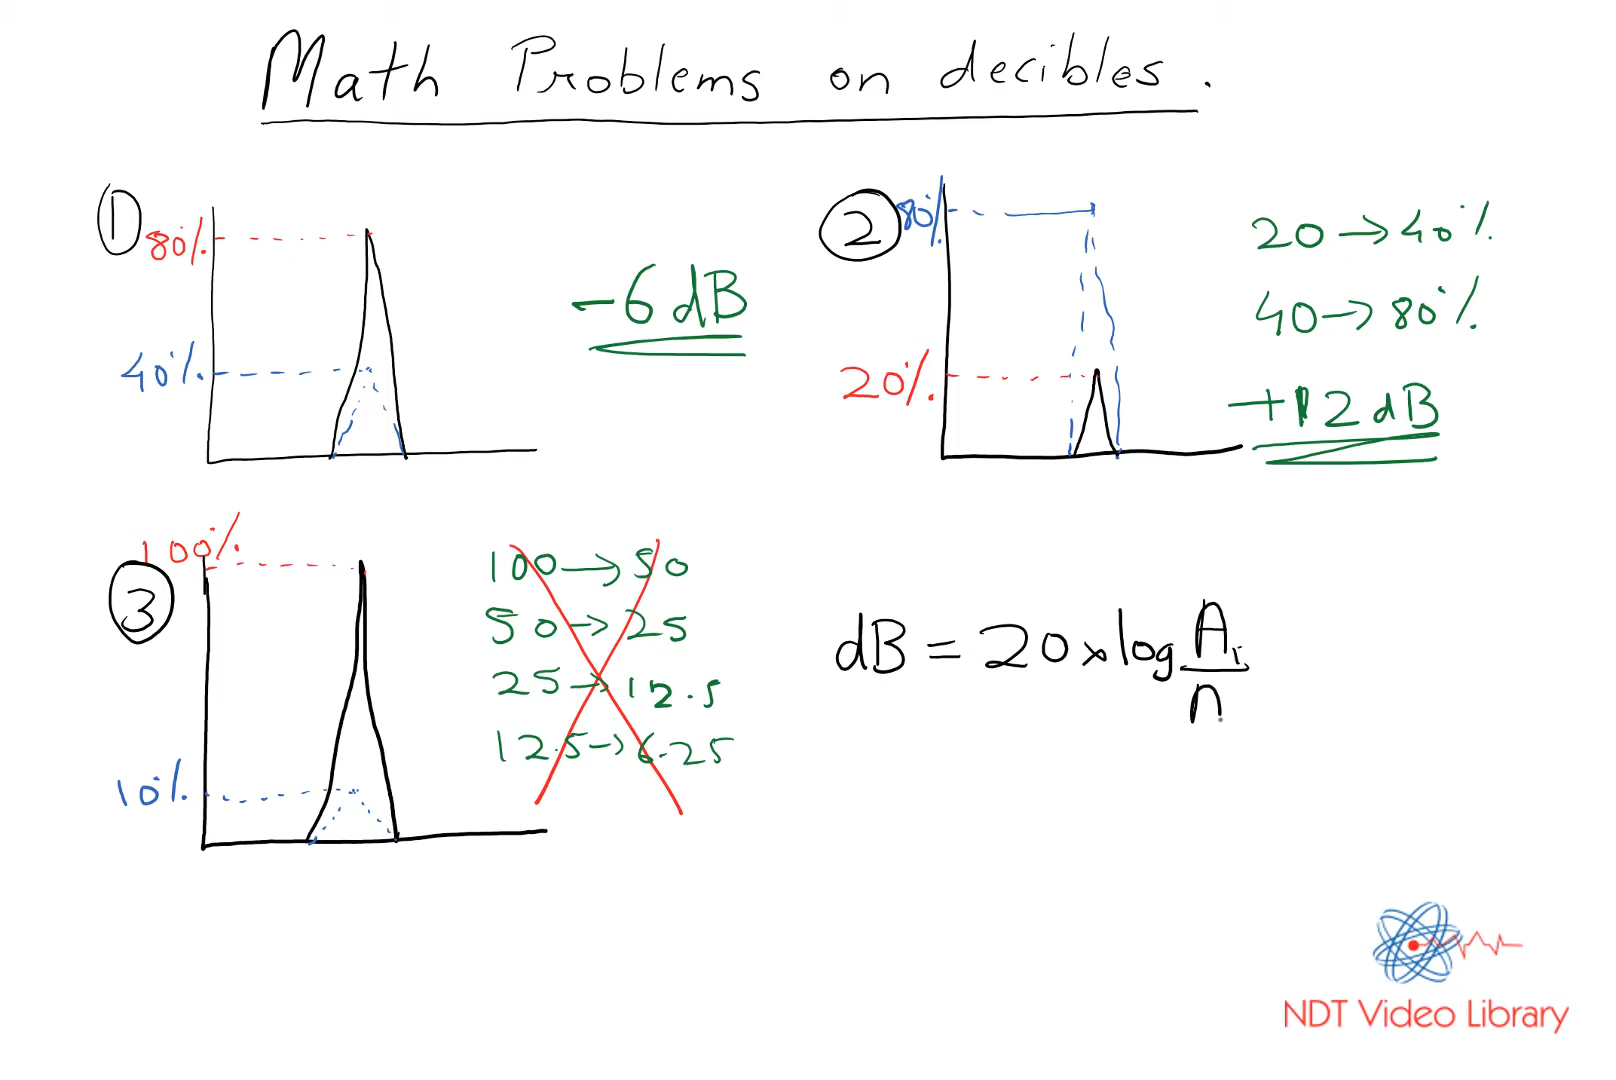 Math Problems on decibles.
1
80%
40%
-6 dB
2
80%
20%
20 → 40%
40 → 80%
+12 dB
3
100%
10%
100 → 50
50 → 25
25 → 12.5
12.5 → 6.25
dB = 20 × log A₁
n
NDT Video Library